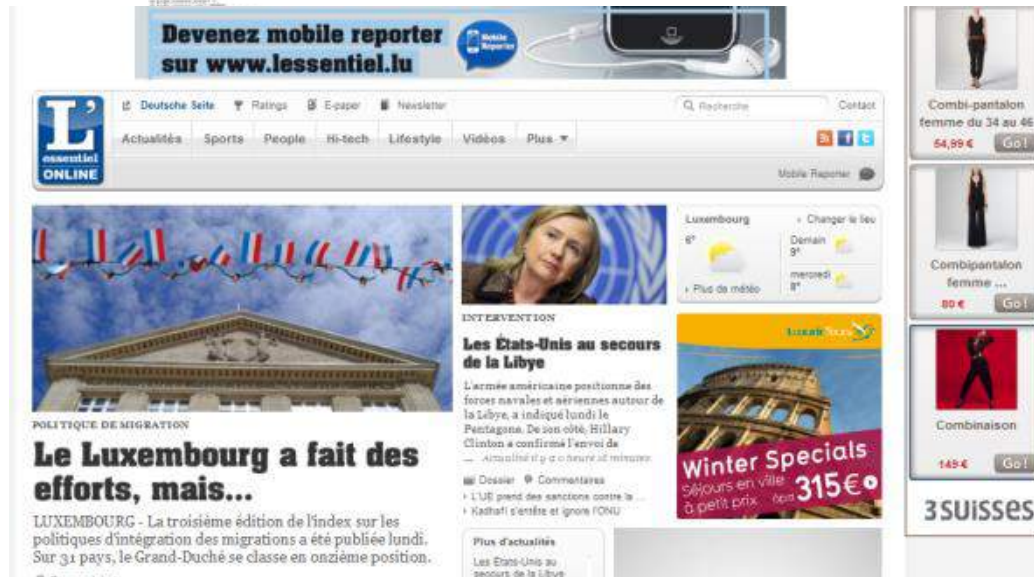 Devenez mobile reporter
sur www.lessentiel.lu
Mobile
Reporter
L'
essentiel
ONLINE
Deutsche Seite Ratings E-paper Newsletter
Recherche
Contact
Actualités Sports People Hi-tech Lifestyle Vidéos Plus
Mobile Reporter
POLITIQUE DE MIGRATION
Le Luxembourg a fait des
efforts, mais...
LUXEMBOURG - La troisième édition de l'index sur les
politiques d'intégration des migrations a été publiée lundi.
Sur 31 pays, le Grand-Duché se classe en onzième position.
INTERVENTION
Les États-Unis au secours
de la Libye
L'armée américaine positionne des
forces navales et aériennes autour de
la Libye, a indiqué lundi le
Pentagone. De son côté, Hillary
Clinton a confirmé l'envoi de
Dossier Commentaires
L'UE prend des sanctions contre la ...
Kadhafi s'entête et ignore l'ONU
Plus d'actualités
Les États-Unis au
secours de la Libye
Luxembourg
Changer le lieu
6°
Demain
9°
mercredi
8°
Plus de météo
Winter Specials
Séjours en ville
à petit prix
315€
Combi-pantalon
femme du 34 au 46
54,99 € Go!
Combipantalon
femme ...
80 € Go!
Combinaison
149 € Go!
3SUISSES